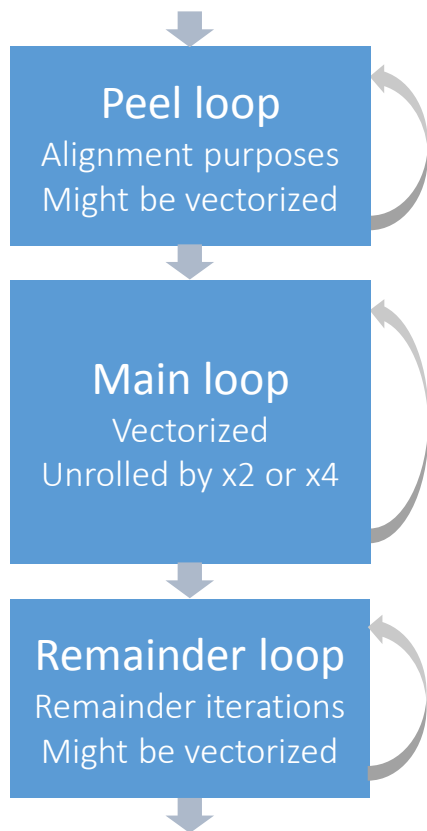 Peel loop
Alignment purposes
Might be vectorized
Main loop
Vectorized
Unrolled by x2 or x4
Remainder loop
Remainder iterations
Might be vectorized